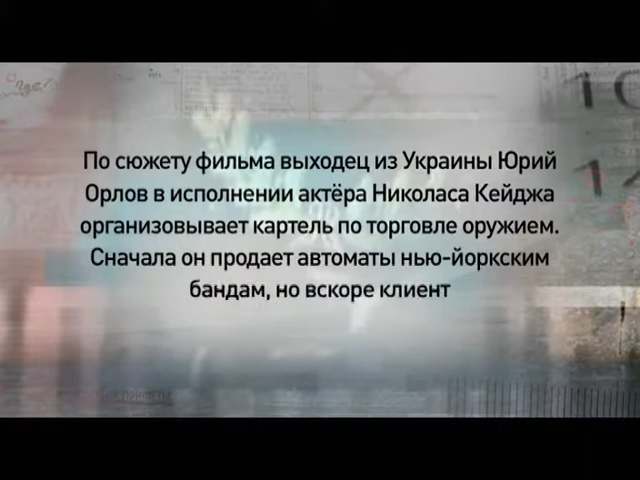 По сюжету фильма выходец из Украины Юрий
Орлов в исполнении актёра Николаса Кейджа
организовывает картель по торговле оружием.
Сначала он продает автоматы нью-йоркским
бандам, но вскоре клиент